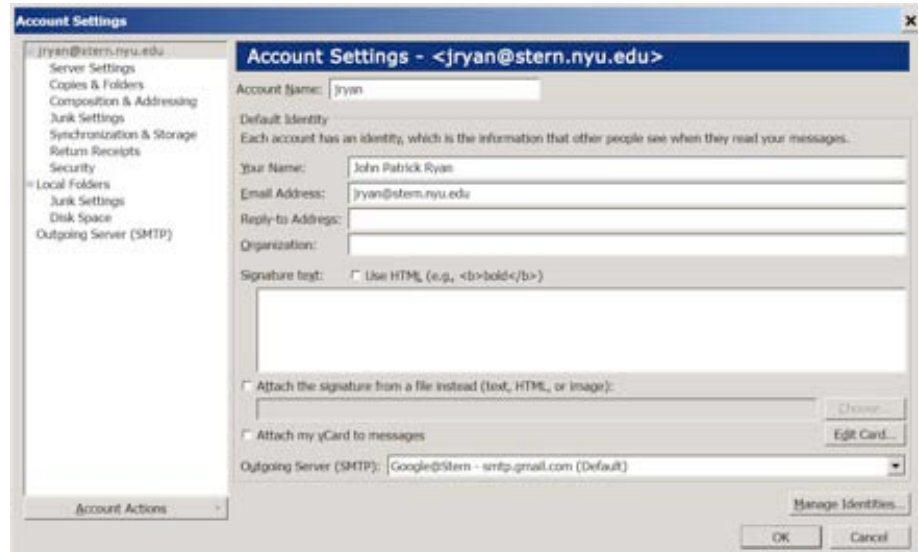 Account Settings
jryan@stern.nyu.edu
Server Settings
Copies & Folders
Composition & Addressing
Junk Settings
Synchronization & Storage
Return Receipts
Security
Local Folders
Junk Settings
Disk Space
Outgoing Server (SMTP)
Account Actions
Account Settings - <jryan@stern.nyu.edu>
Account Name: jryan
Default Identity
Each account has an identity, which is the information that other people see when they read your messages.
Your Name: John Patrick Ryan
Email Address: jryan@stern.nyu.edu
Reply-to Address:
Organization:
Signature text: Use HTML (e.g., <b>bold</b>)
Attach the signature from a file instead (text, HTML, or image):
Choose...
Attach my vCard to messages Edit Card...
Outgoing Server (SMTP): Google@Stern - smtp.gmail.com (Default)
Manage Identities...
OK Cancel